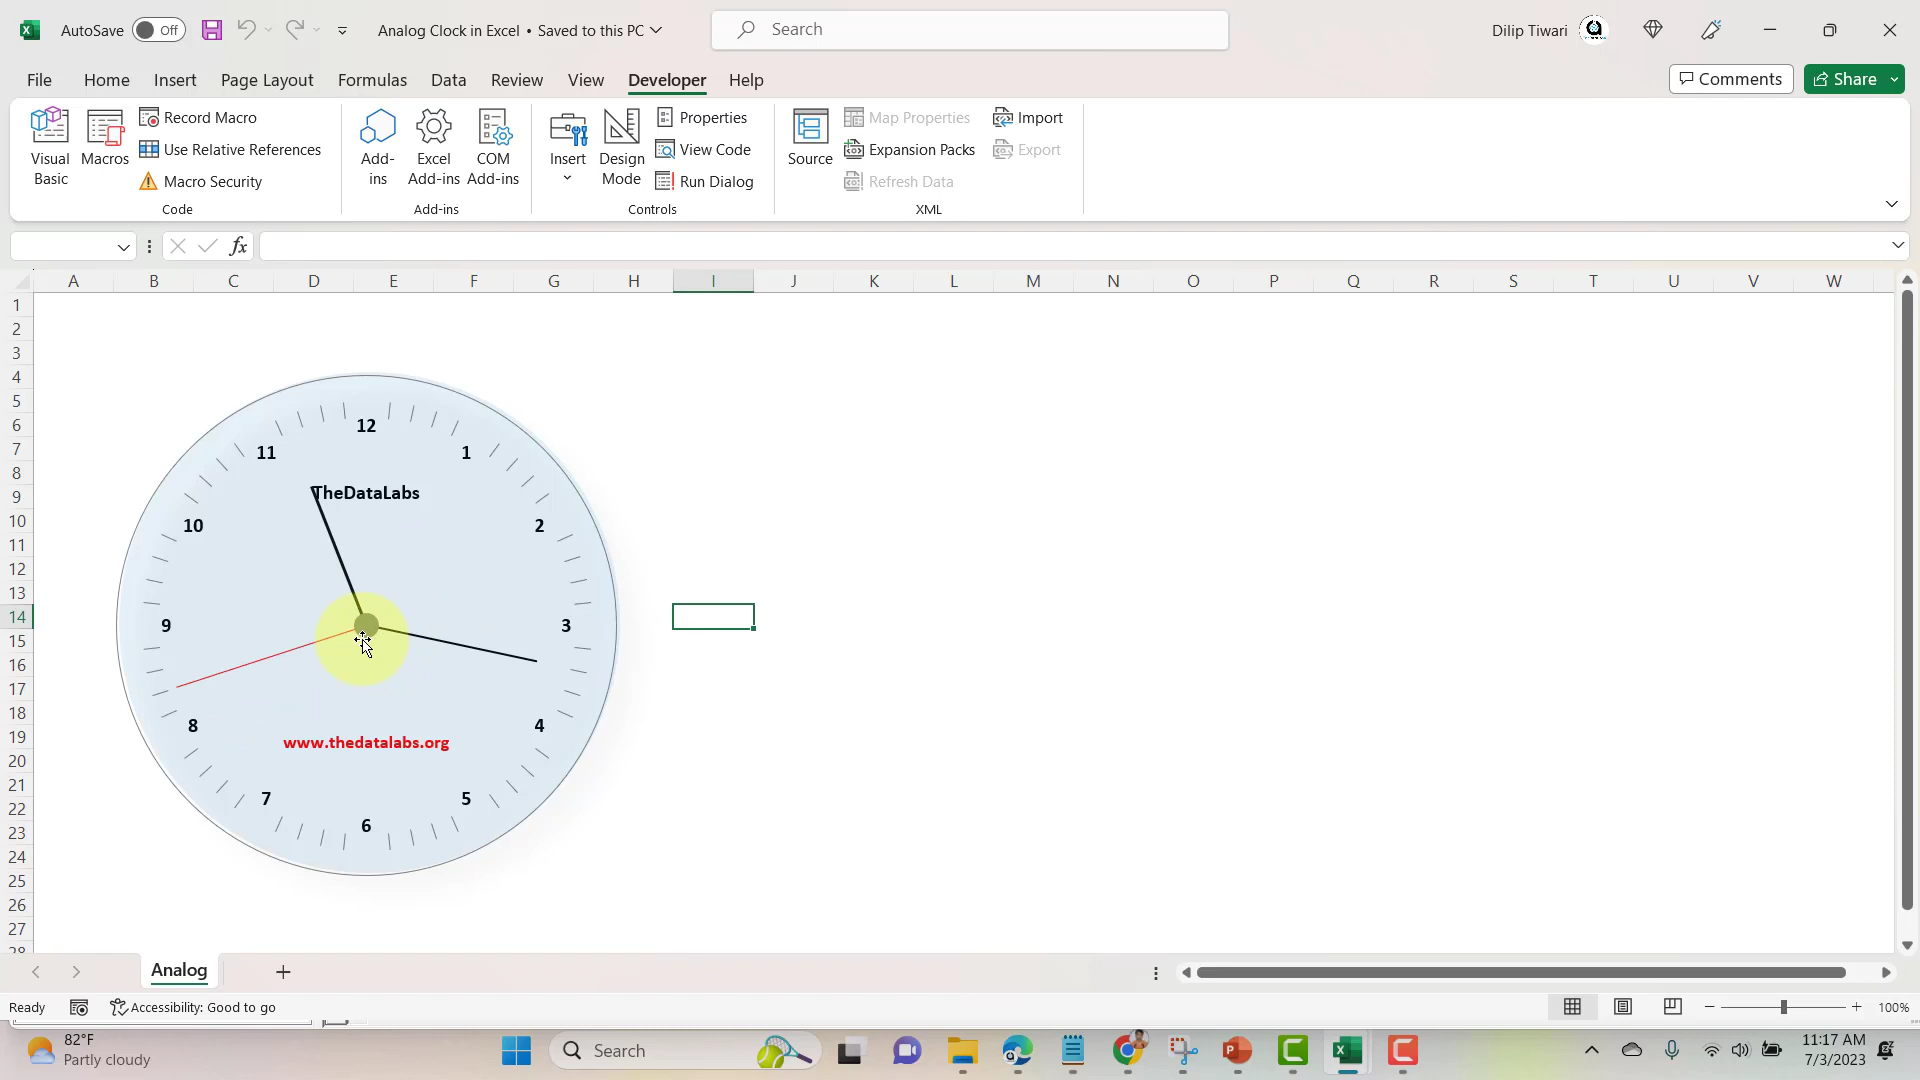 AutoSave Off Analog Clock in Excel • Saved to this PC Search Dilip Tiwari
File Home Insert Page Layout Formulas Data Review View Developer Help Comments Share
Visual Basic
Macros
Record Macro
Use Relative References
Macro Security
Code
Add-ins
Excel Add-ins
COM Add-ins
Add-ins
Insert
Design Mode
Properties
View Code
Run Dialog
Controls
Source
Map Properties
Expansion Packs
Refresh Data
Import
Export
XML
fx
A B C D E F G H I J K L M N O P Q R S T U V W
1
2
3
4
5
6
7
8
9
10
11
12
13
14
15
16
17
18
19
20
21
22
23
24
25
26
27
28
12
11 1
TheDataLabs
10 2
9 3
8 4
www.thedatalabs.org
7 5
6
Analog
Ready Accessibility: Good to go 100%
82°F
Partly cloudy
Search
11:17 AM
7/3/2023